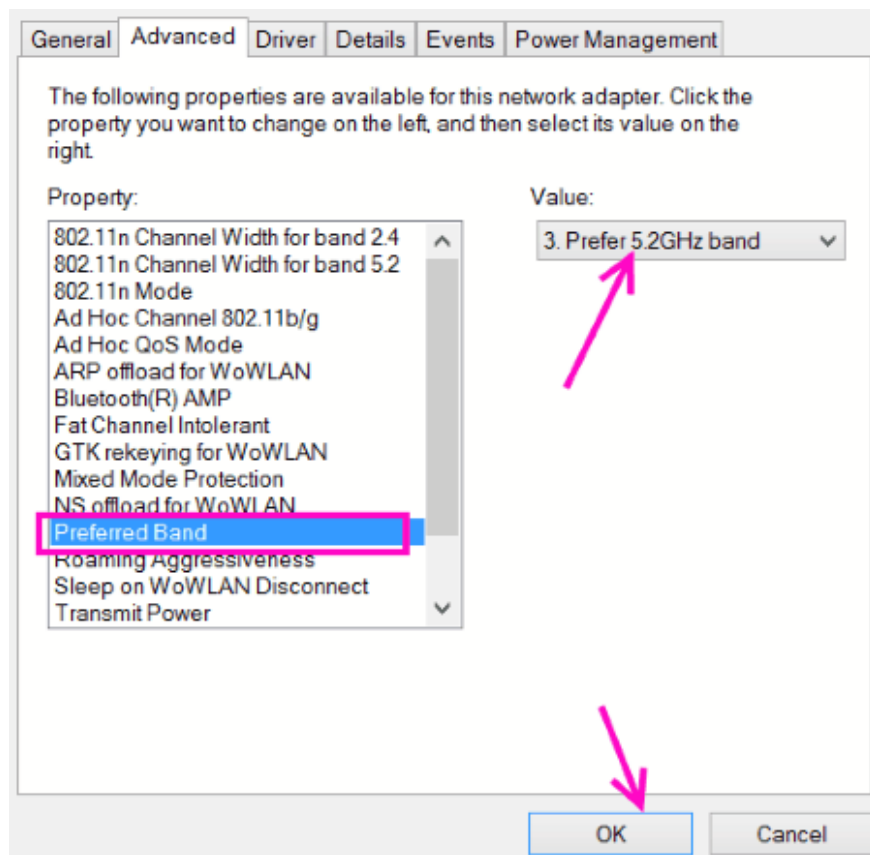 General Advanced Driver Details Events Power Management
The following properties are available for this network adapter. Click the
property you want to change on the left, and then select its value on the
right.
Property:
Value:
802.11n Channel Width for band 2.4
802.11n Channel Width for band 5.2
802.11n Mode
Ad Hoc Channel 802.11b/g
Ad Hoc QoS Mode
ARP offload for WoWLAN
Bluetooth(R) AMP
Fat Channel Intolerant
GTK rekeying for WoWLAN
Mixed Mode Protection
NS offload for WoWLAN
Preferred Band
Roaming Aggressiveness
Sleep on WoWLAN Disconnect
Transmit Power
3. Prefer 5.2GHz band
OK Cancel